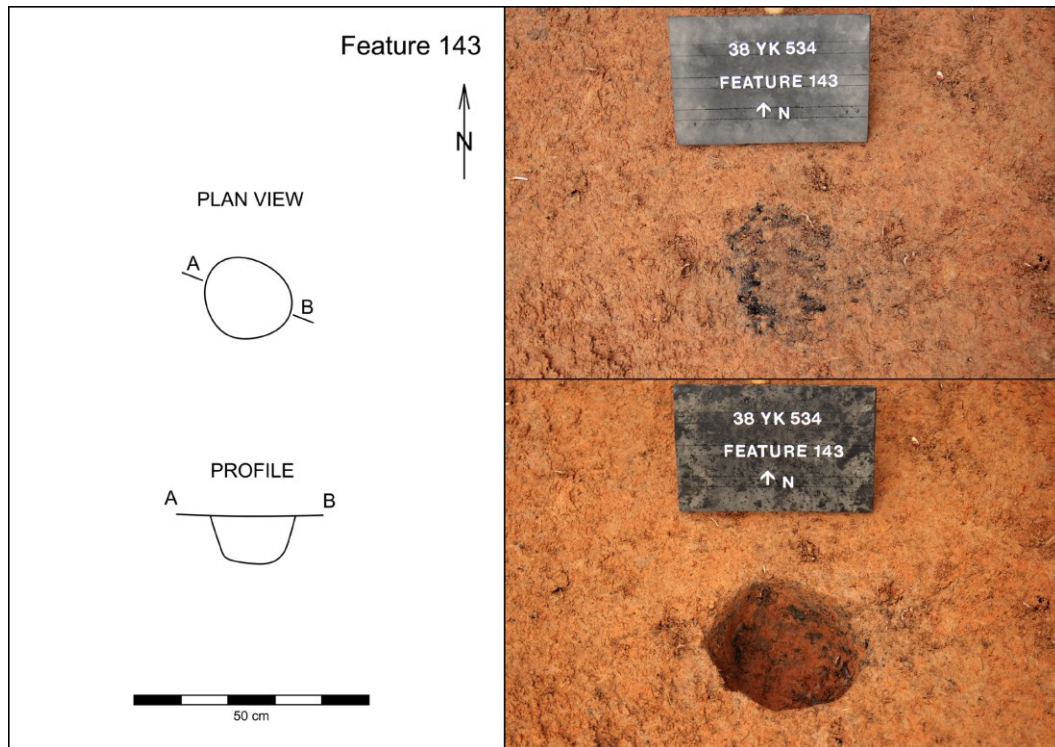 Feature 143
N
PLAN VIEW
A
B
PROFILE
A B
50 cm
38 YK 534
FEATURE 143
↑ N
38 YK 534
FEATURE 143
↑ N